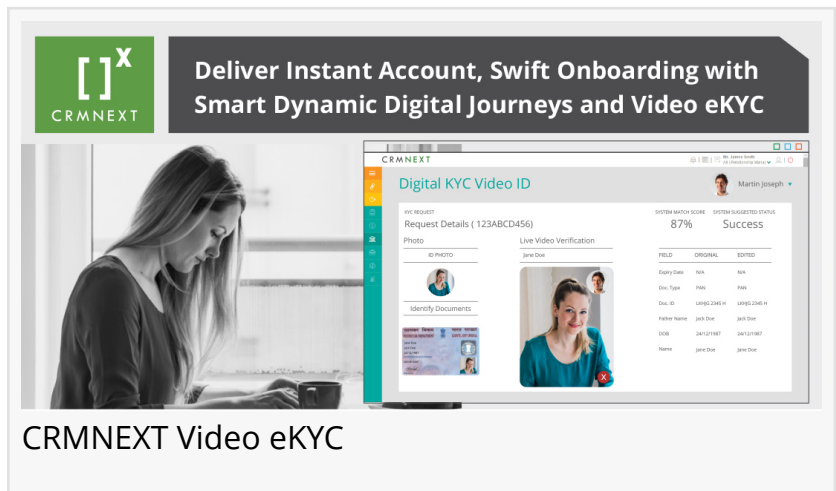 [ ]X
CRMNEXT
Deliver Instant Account, Swift Onboarding with
Smart Dynamic Digital Journeys and Video eKYC
CRMNEXT
Digital KYC Video ID
Martin Joseph
KYC REQUEST
Request Details ( 123ABCD456)
SYSTEM MATCH SCORE SYSTEM SUGGESTED STATUS
87% Success
Photo
Live Video Verification
ID PHOTO
Jane Doe
Identify Documents
FIELD ORIGINAL EDITED
Expiry Date N/A N/A
Doc. Type PAN PAN
Doc. ID LKHJG 2345 H LKHJG 2345 H
Father Name Jack Doe Jack Doe
DOB 24/12/1987 24/12/1987
Name Jane Doe Jane Doe
X
CRMNEXT Video eKYC